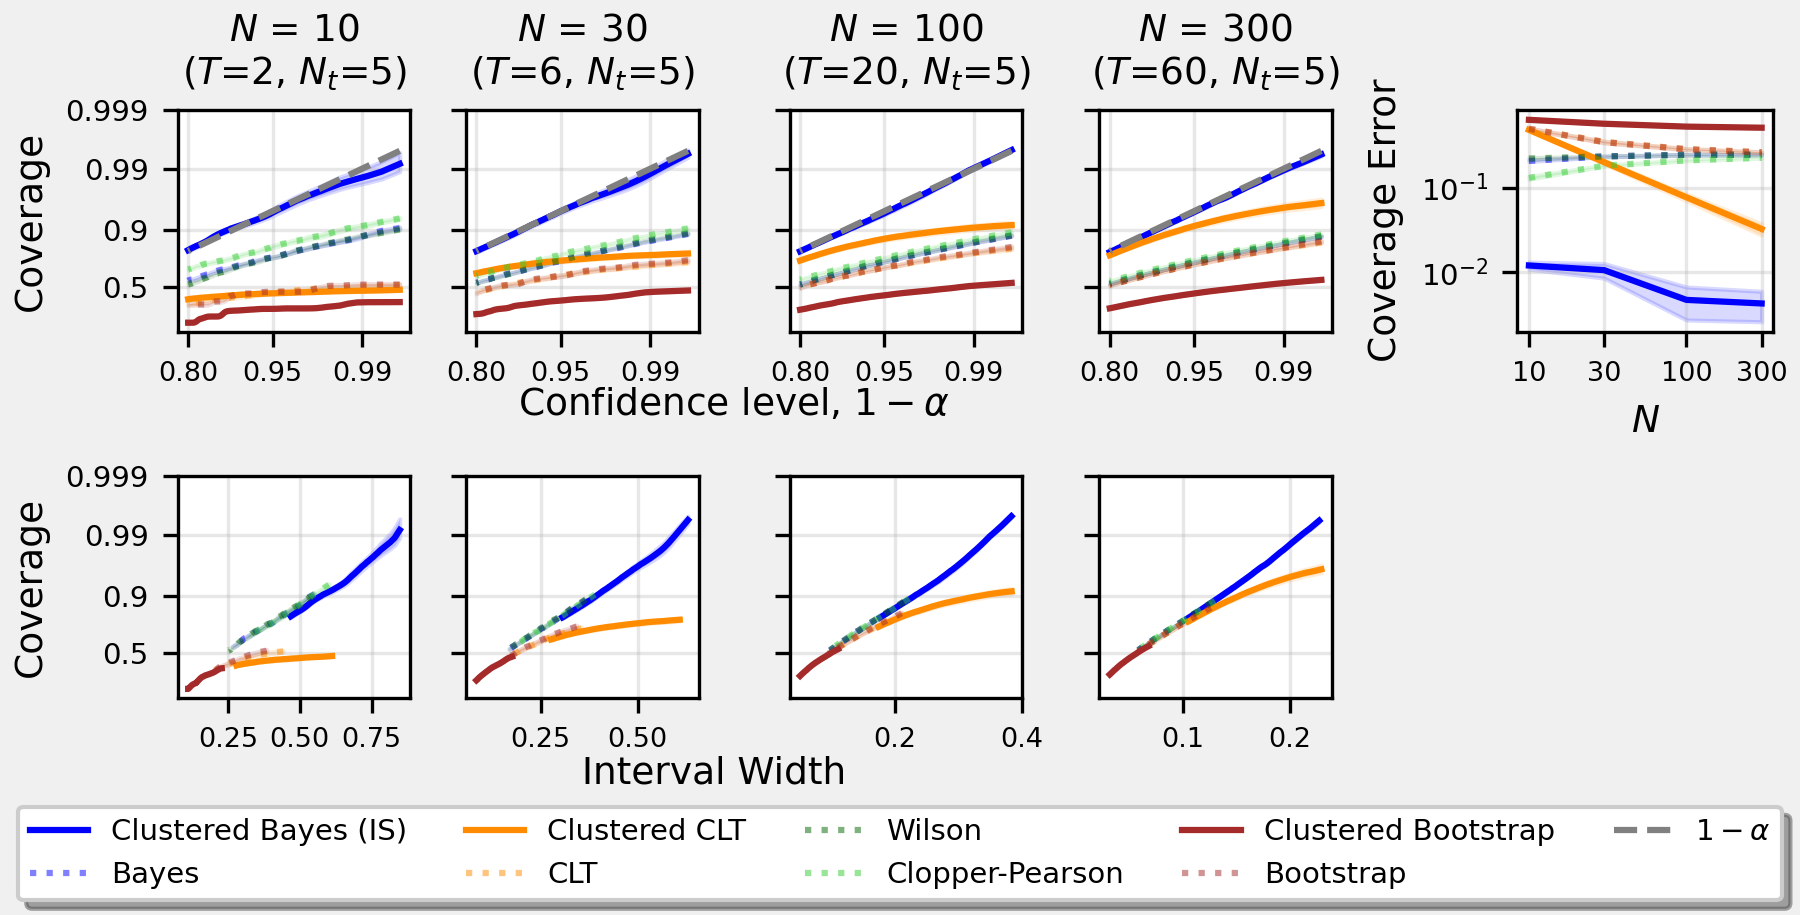 N = 10
(T=2, Nₜ=5)
N = 30
(T=6, Nₜ=5)
N = 100
(T=20, Nₜ=5)
N = 300
(T=60, Nₜ=5)
Coverage
0.999
0.99
0.9
0.5
0.80 0.95 0.99
0.80 0.95 0.99
0.80 0.95 0.99
0.80 0.95 0.99
Confidence level, 1 − α
Coverage Error
10⁻¹
10⁻²
10 30 100 300
N
Coverage
0.999
0.99
0.9
0.5
0.25 0.50 0.75
0.25 0.50
0.2 0.4
0.1 0.2
Interval Width
Clustered Bayes (IS) Clustered CLT Wilson Clustered Bootstrap 1 − α
Bayes CLT Clopper-Pearson Bootstrap